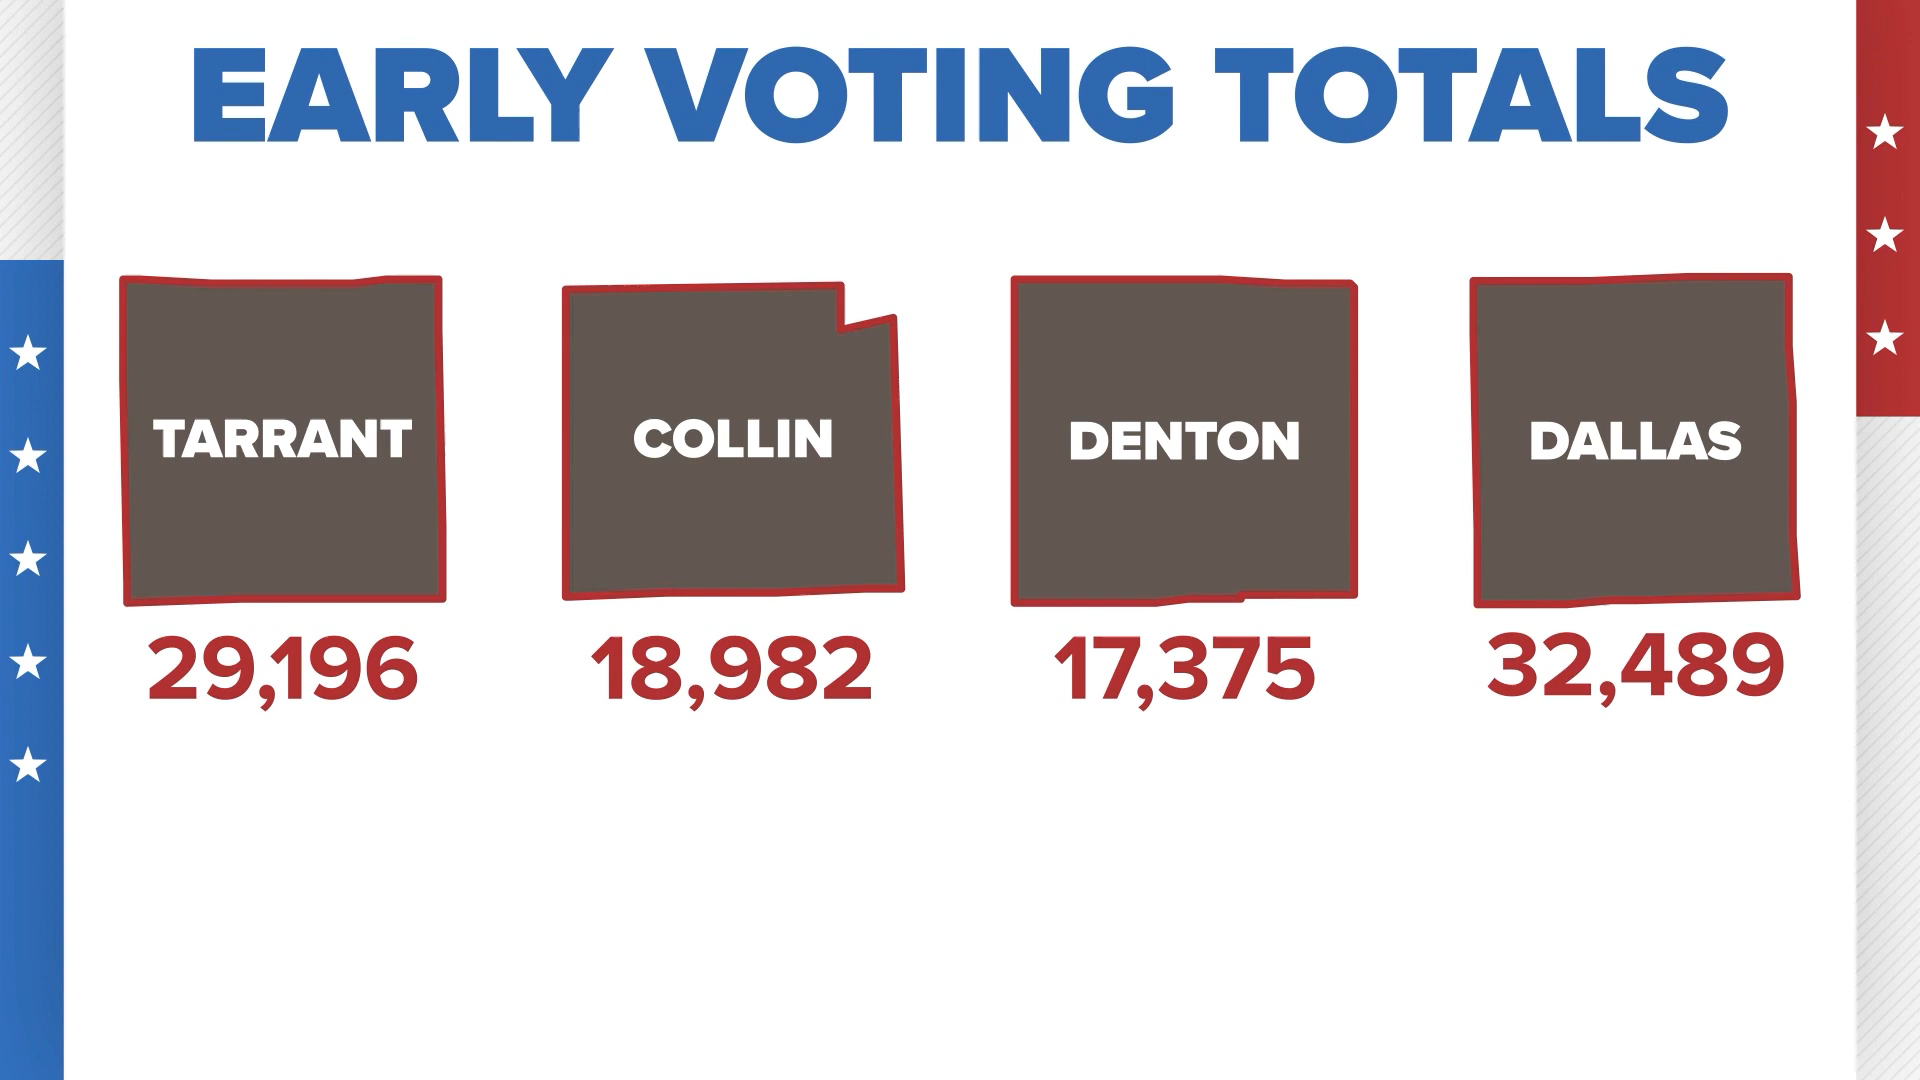 EARLY VOTING TOTALS
TARRANT
COLLIN
DENTON
DALLAS
29,196
18,982
17,375
32,489